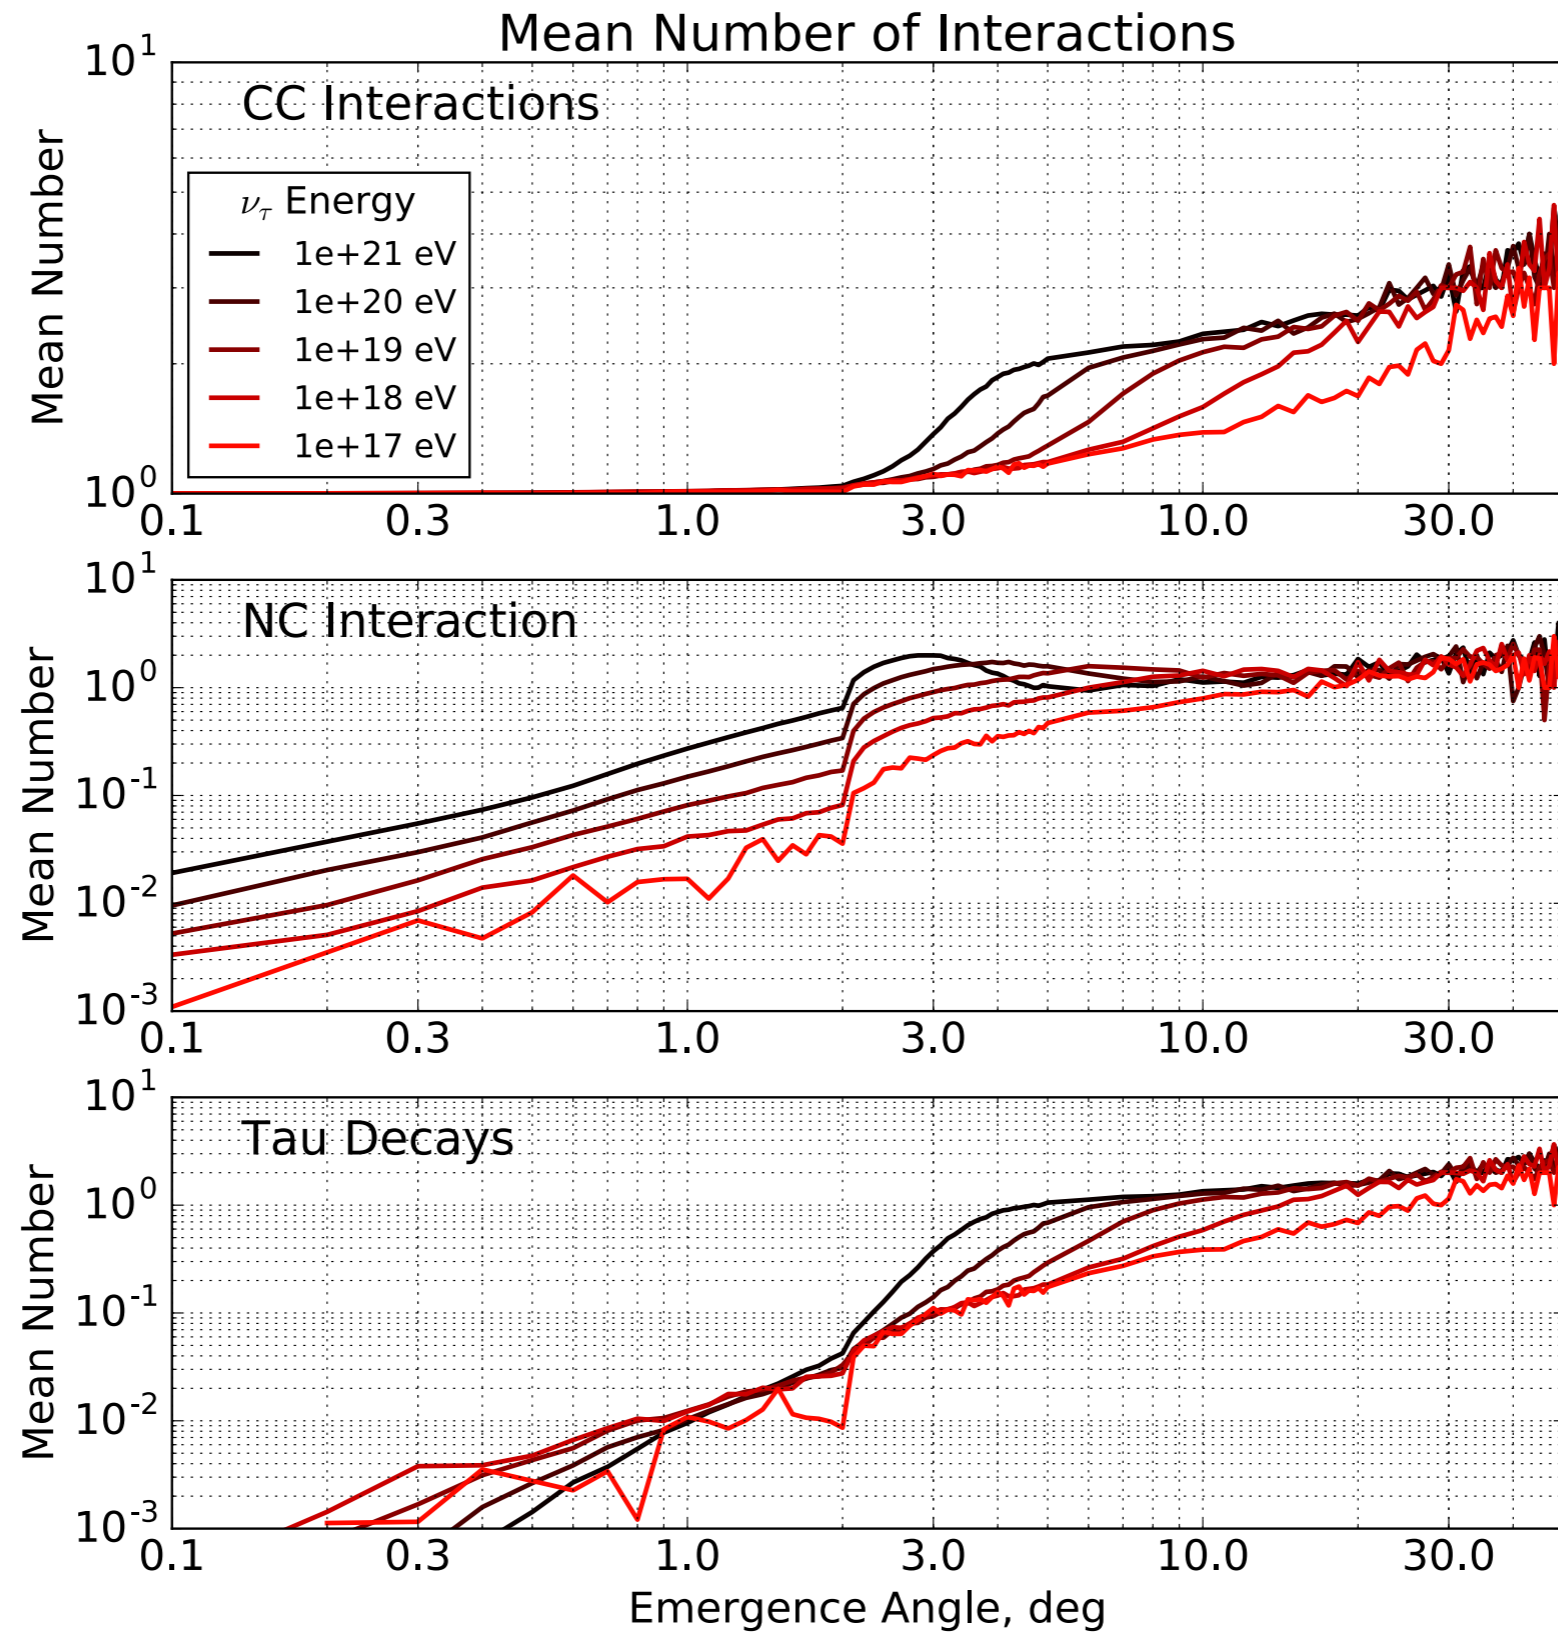 Mean Number of Interactions
CC Interactions
Mean Number
10^1
10^0
ν_τ Energy
1e+21 eV
1e+20 eV
1e+19 eV
1e+18 eV
1e+17 eV
0.1 0.3 1.0 3.0 10.0 30.0
NC Interaction
Mean Number
10^1
10^0
10^-1
10^-2
10^-3
0.1 0.3 1.0 3.0 10.0 30.0
Tau Decays
Mean Number
10^1
10^0
10^-1
10^-2
10^-3
0.1 0.3 1.0 3.0 10.0 30.0
Emergence Angle, deg